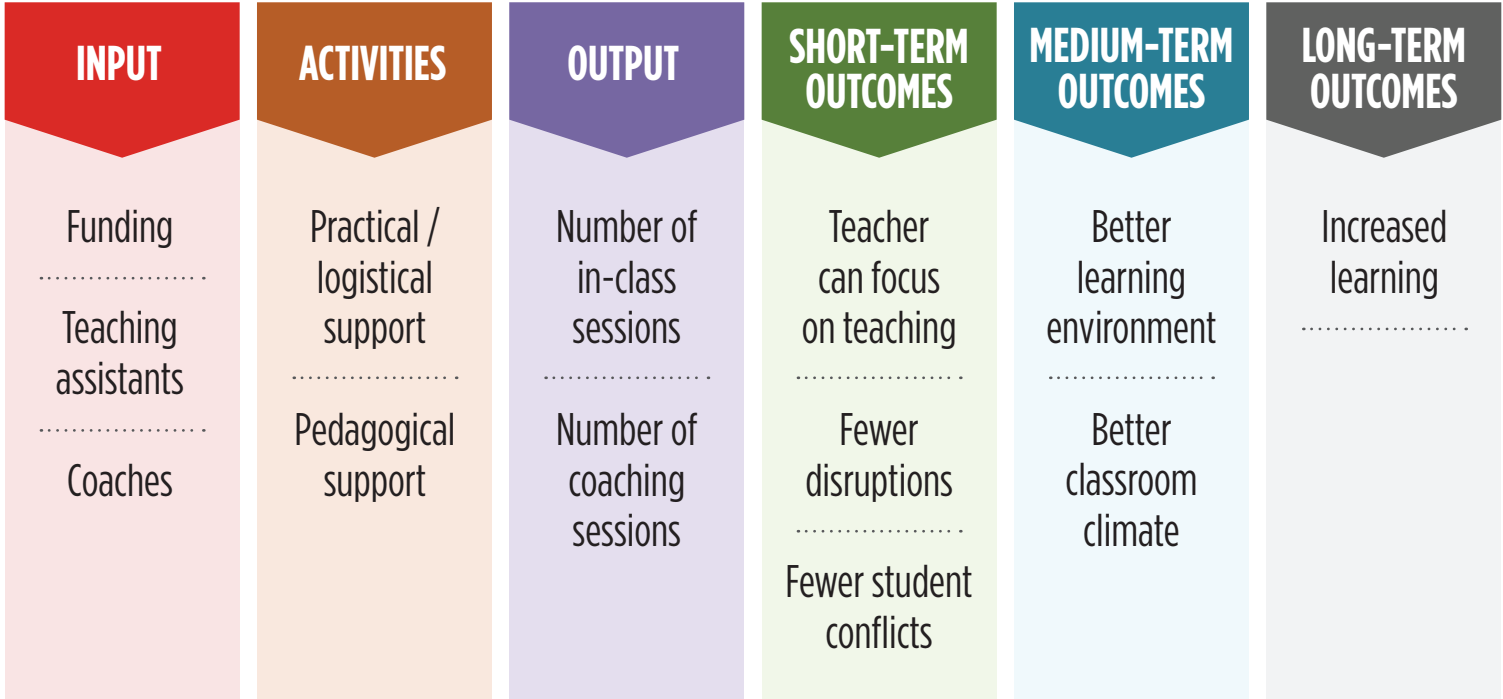 INPUT
Funding
Teaching
assistants
Coaches
ACTIVITIES
Practical /
logistical
support
Pedagogical
support
OUTPUT
Number of
in-class
sessions
Number of
coaching
sessions
SHORT-TERM
OUTCOMES
Teacher
can focus
on teaching
Fewer
disruptions
Fewer student
conflicts
MEDIUM-TERM
OUTCOMES
Better
learning
environment
Better
classroom
climate
LONG-TERM
OUTCOMES
Increased
learning